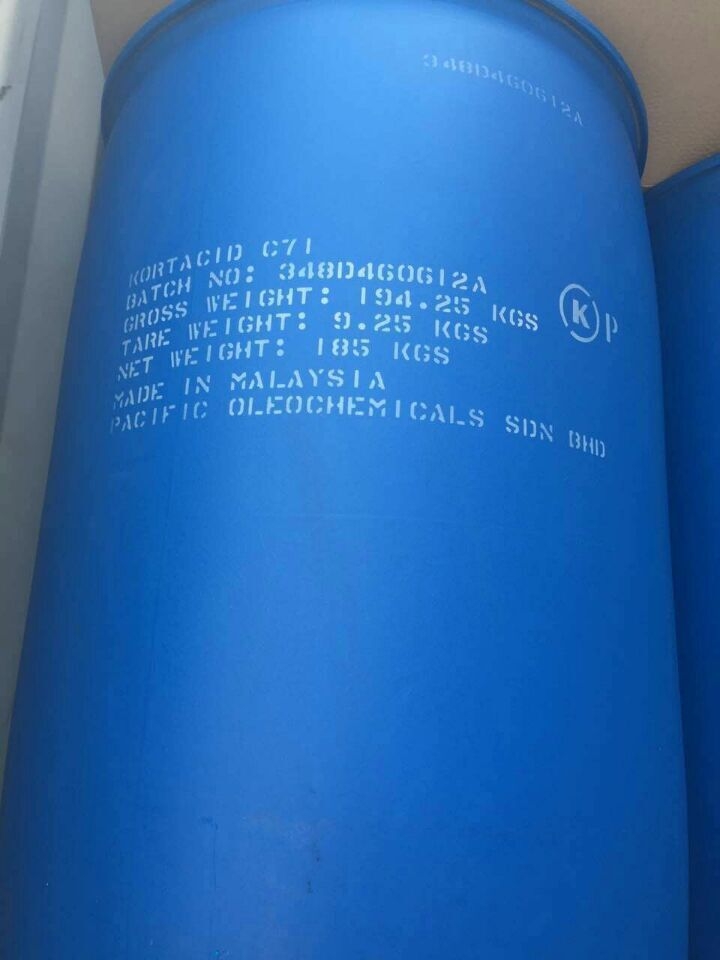 348D460612A
KORTACID C71
BATCH NO: 348D460612A
GROSS WEIGHT: 194.25 KGS
TARE WEIGHT: 9.25 KGS
NET WEIGHT: 185 KGS
MADE IN MALAYSIA
PACIFIC OLEOCHEMICALS SDN BHD
K P